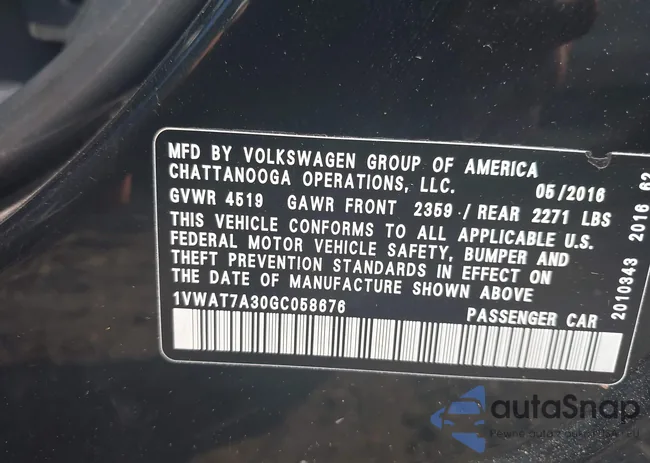 MFD BY VOLKSWAGEN GROUP OF AMERICA
CHATTANOOGA OPERATIONS, LLC. 05/2016
GVWR 4519 GAWR FRONT 2359 / REAR 2271 LBS
THIS VEHICLE CONFORMS TO ALL APPLICABLE U.S.
FEDERAL MOTOR VEHICLE SAFETY, BUMPER AND
THEFT PREVENTION STANDARDS IN EFFECT ON
THE DATE OF MANUFACTURE SHOWN ABOVE.
1VWAT7A30GC058676 PASSENGER CAR
2010343 2016 62
autoSnap